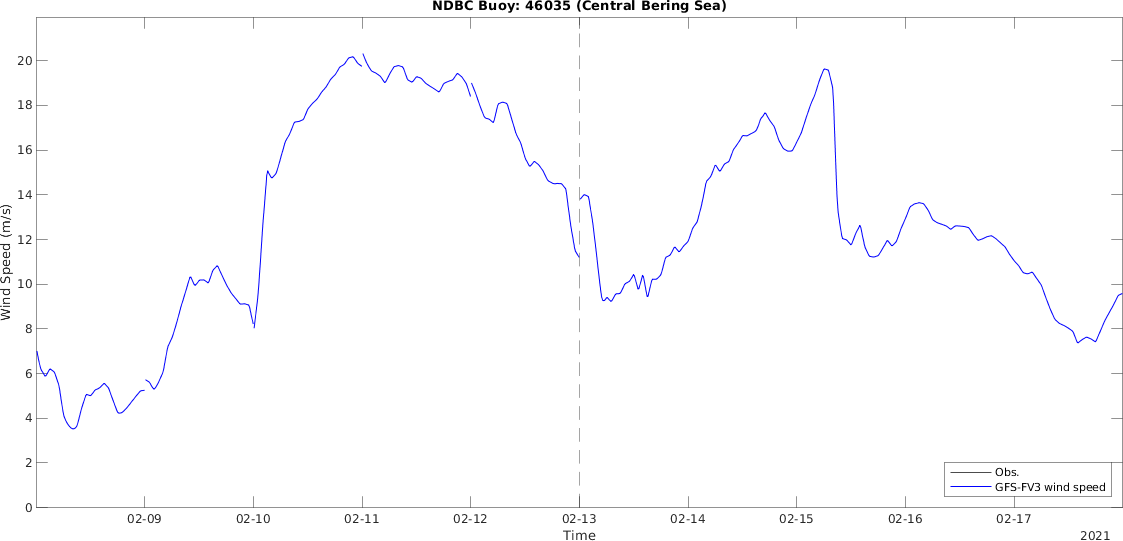 NDBC Buoy: 46035 (Central Bering Sea)
Wind Speed (m/s)
20
18
16
14
12
10
8
6
4
2
0
Obs.
GFS-FV3 wind speed
02-09 02-10 02-11 02-12 02-13 02-14 02-15 02-16 02-17
Time
2021